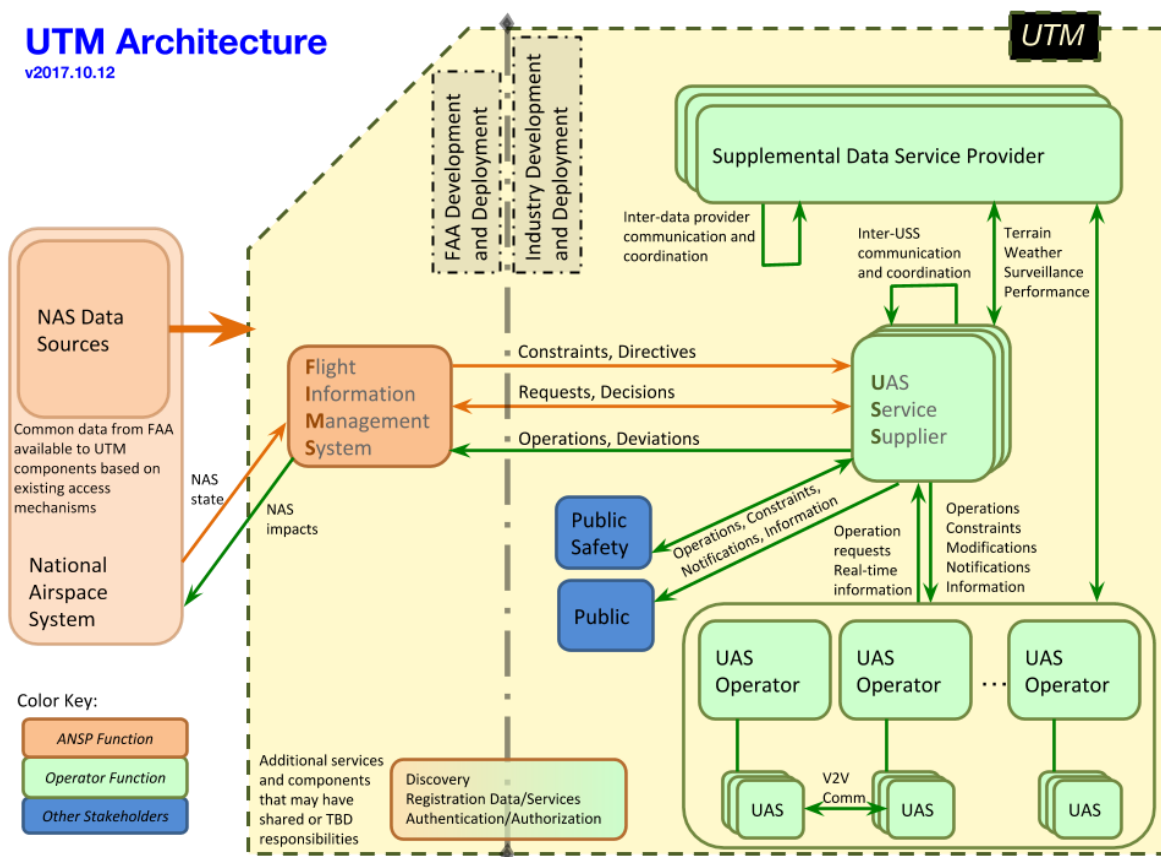 UTM Architecture
v2017.10.12
UTM
FAA Development
and Deployment
Industry Development
and Deployment
Supplemental Data Service Provider
Inter-data provider
communication and
coordination
Inter-USS
communication
and coordination
Terrain
Weather
Surveillance
Performance
NAS Data
Sources
Common data from FAA
available to UTM
components based on
existing access
mechanisms
National
Airspace
System
NAS
state
NAS
impacts
Flight
Information
Management
System
Constraints, Directives
Requests, Decisions
Operations, Deviations
UAS
Service
Supplier
Public
Safety
Public
Operations, Constraints,
Notifications, Information
Operation
requests
Real-time
information
Operations
Constraints
Modifications
Notifications
Information
UAS
Operator
UAS
Operator
...
UAS
Operator
UAS
V2V
Comm.
UAS
UAS
Color Key:
ANSP Function
Operator Function
Other Stakeholders
Additional services
and components
that may have
shared or TBD
responsibilities
Discovery
Registration Data/Services
Authentication/Authorization